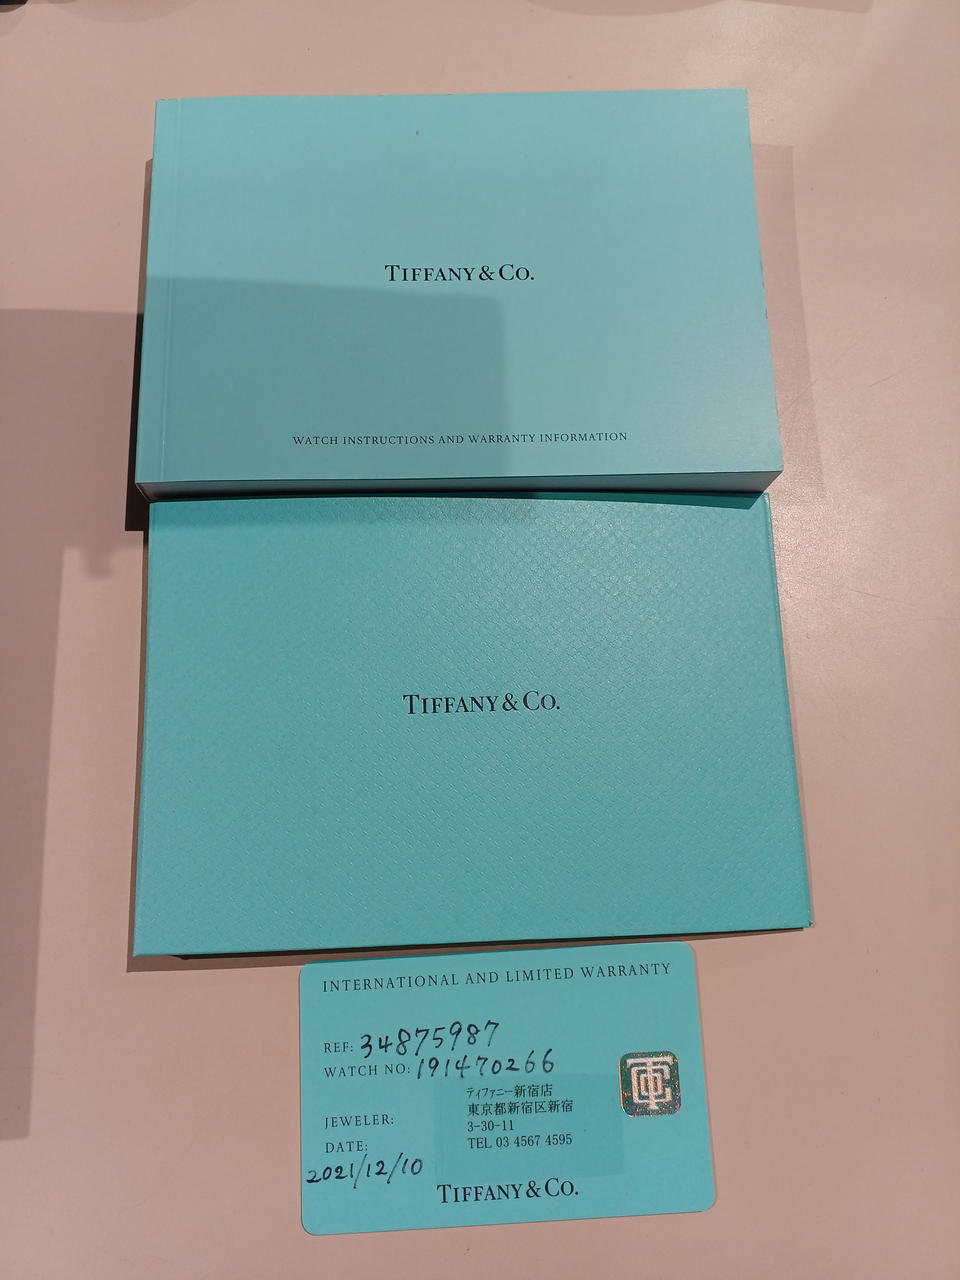 TIFFANY & CO.
WATCH INSTRUCTIONS AND WARRANTY INFORMATION
TIFFANY & CO.
INTERNATIONAL AND LIMITED WARRANTY
REF: 34875987
WATCH NO: 191470266
ティファニー新宿店
東京都新宿区新宿
JEWELER: 3-30-11
DATE: TEL 03 4567 4595
2021/12/10
TIFFANY & CO.